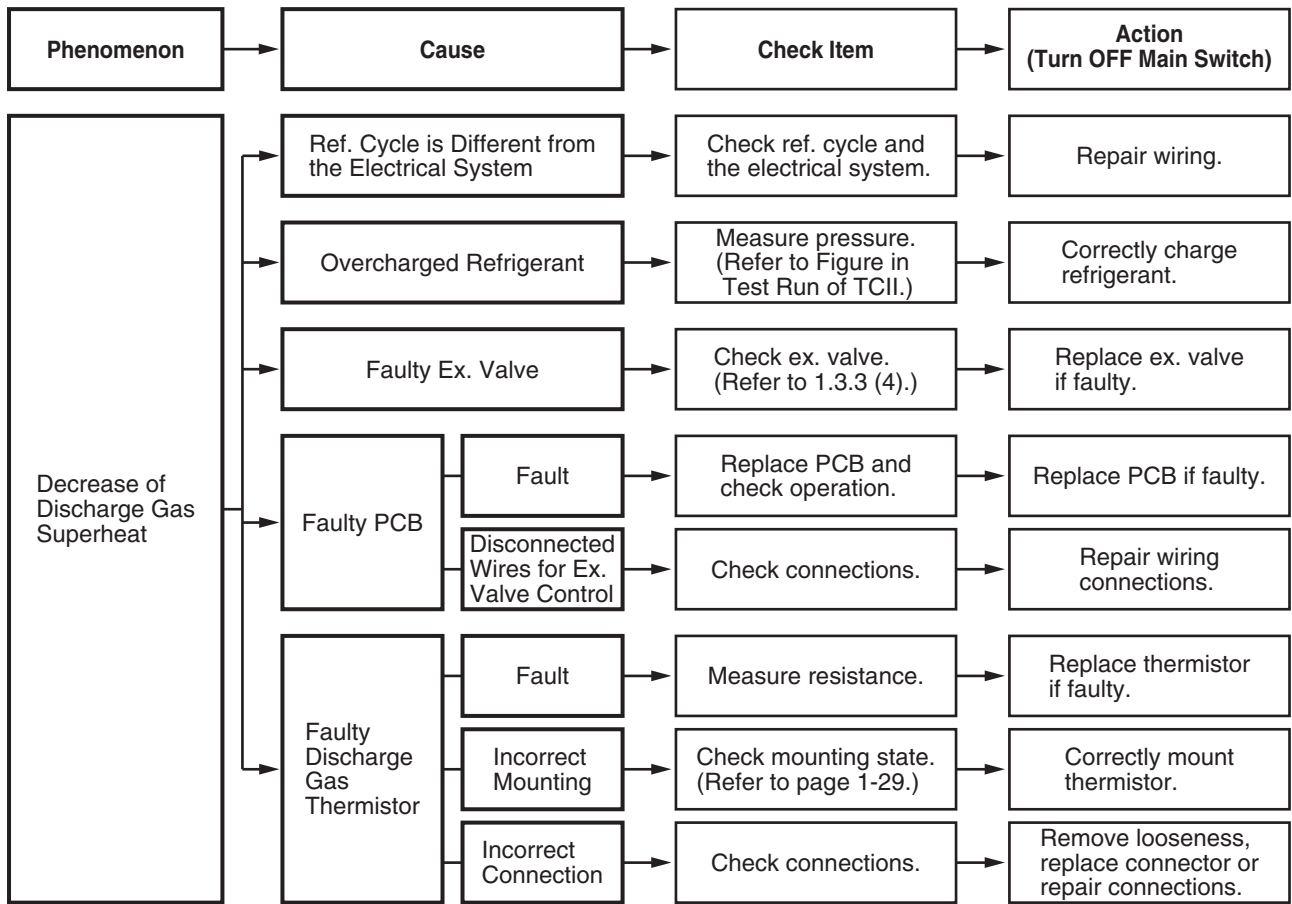 Phenomenon
Cause
Check Item
Action
(Turn OFF Main Switch)
Decrease of
Discharge Gas
Superheat
Ref. Cycle is Different from
the Electrical System
Check ref. cycle and
the electrical system.
Repair wiring.
Overcharged Refrigerant
Measure pressure.
(Refer to Figure in
Test Run of TCII.)
Correctly charge
refrigerant.
Faulty Ex. Valve
Check ex. valve.
(Refer to 1.3.3 (4).)
Replace ex. valve
if faulty.
Faulty PCB
Fault
Replace PCB and
check operation.
Replace PCB if faulty.
Disconnected
Wires for Ex.
Valve Control
Check connections.
Repair wiring
connections.
Faulty
Discharge
Gas
Thermistor
Fault
Measure resistance.
Replace thermistor
if faulty.
Incorrect
Mounting
Check mounting state.
(Refer to page 1-29.)
Correctly mount
thermistor.
Incorrect
Connection
Check connections.
Remove looseness,
replace connector or
repair connections.